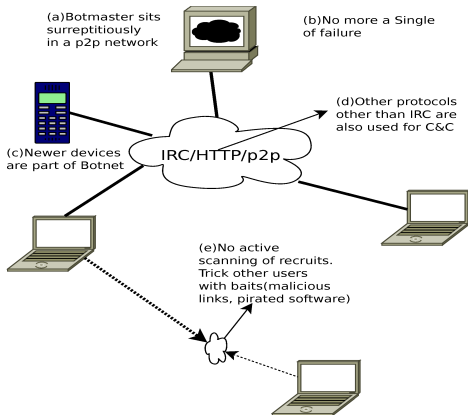 (a)Botmaster sits
surreptitiously
in a p2p network
(b)No more a Single
of failure
(d)Other protocols
other than IRC are
also used for C&C
IRC/HTTP/p2p
(c)Newer devices
are part of Botnet
(e)No active
scanning of recruits.
Trick other users
with baits(malicious
links, pirated software)